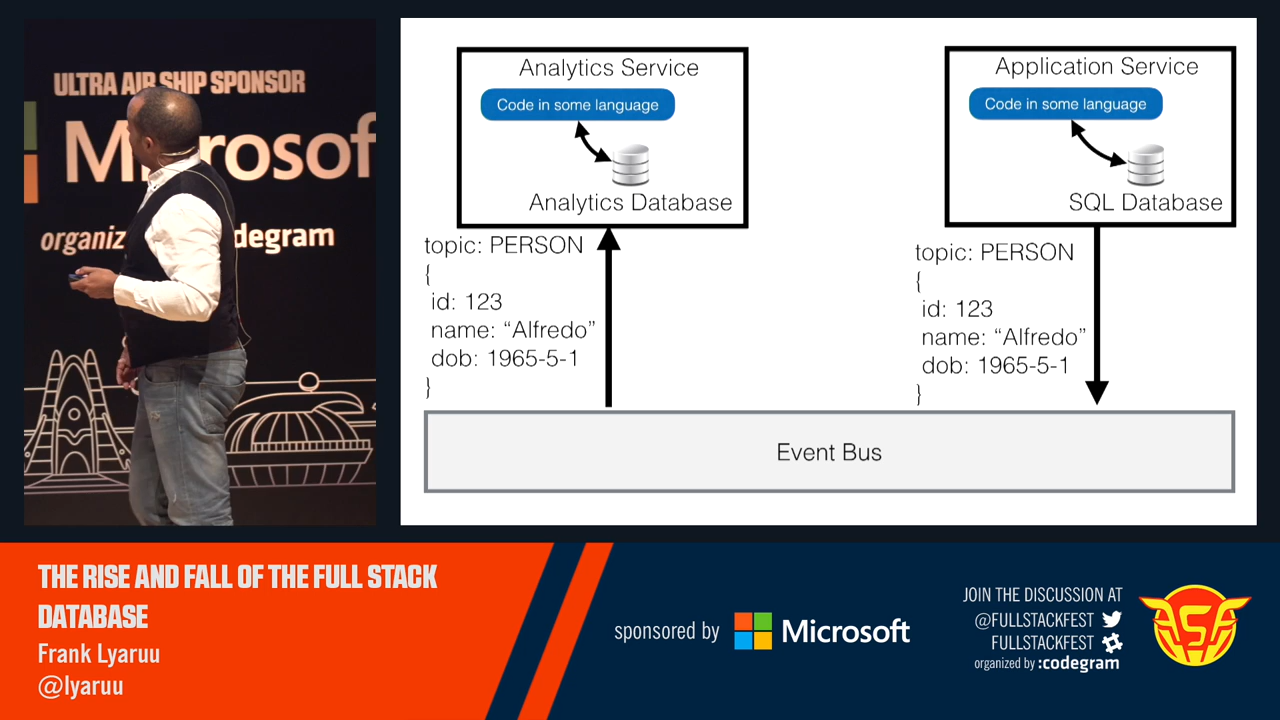 ULTRA AIR SHIP SPONSOR
Microsof
organiz degram
Analytics Service
Code in some language
Analytics Database
topic: PERSON
{
id: 123
name: “Alfredo”
dob: 1965-5-1
}
Application Service
Code in some language
SQL Database
topic: PERSON
{
id: 123
name: “Alfredo”
dob: 1965-5-1
}
Event Bus
THE RISE AND FALL OF THE FULL STACK
DATABASE
Frank Lyaruu
@lyaruu
sponsored by Microsoft
JOIN THE DISCUSSION AT
@FULLSTACKFEST
FULLSTACKFEST
organized by :codegram
FSF